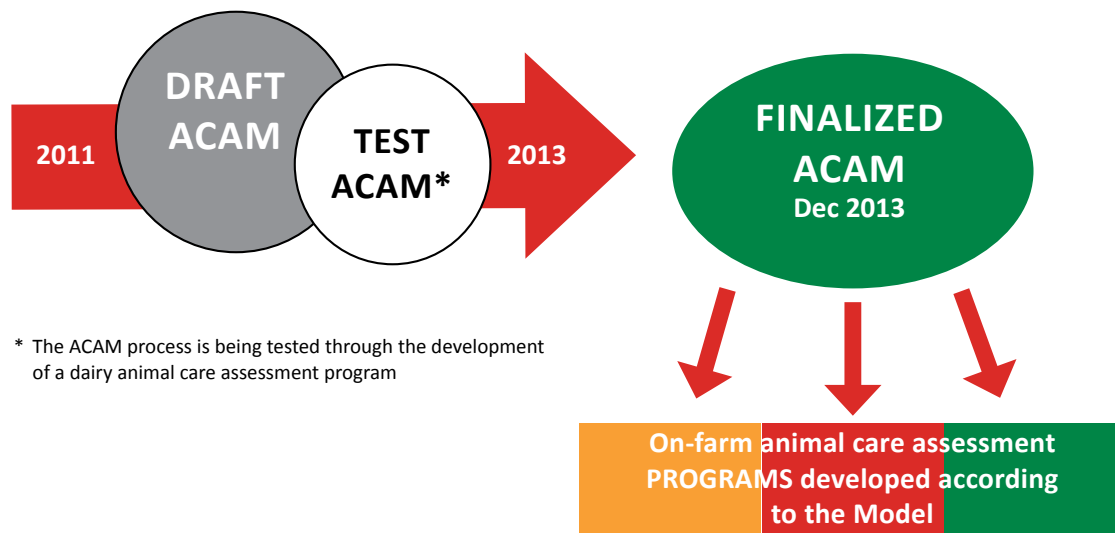 2011
DRAFT
ACAM
TEST
ACAM*
2013
FINALIZED
ACAM
Dec 2013
* The ACAM process is being tested through the development
of a dairy animal care assessment program
On-farm animal care assessment
PROGRAMS developed according
to the Model